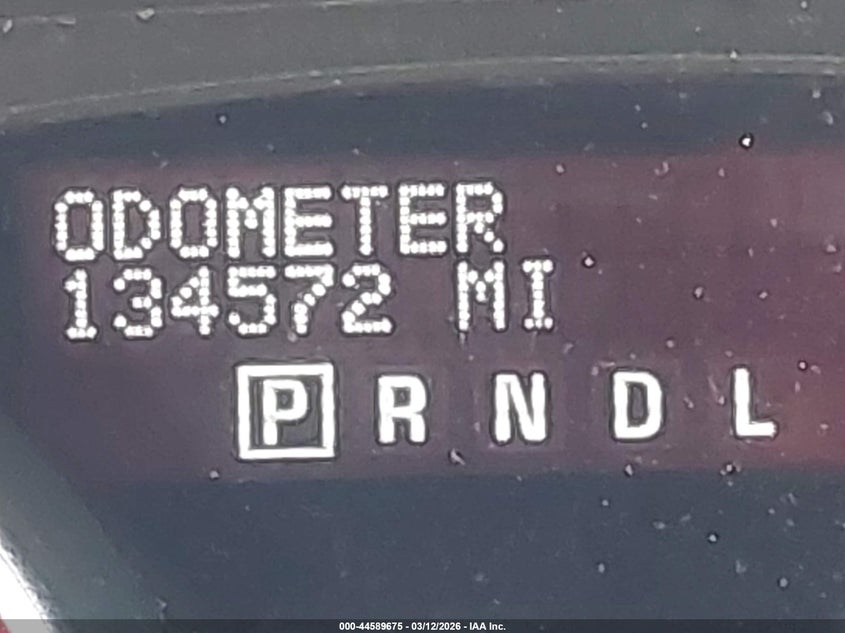 ODOMETER
134572 MI
P R N D L
000-44589675 - 03/12/2026 - IAA Inc.